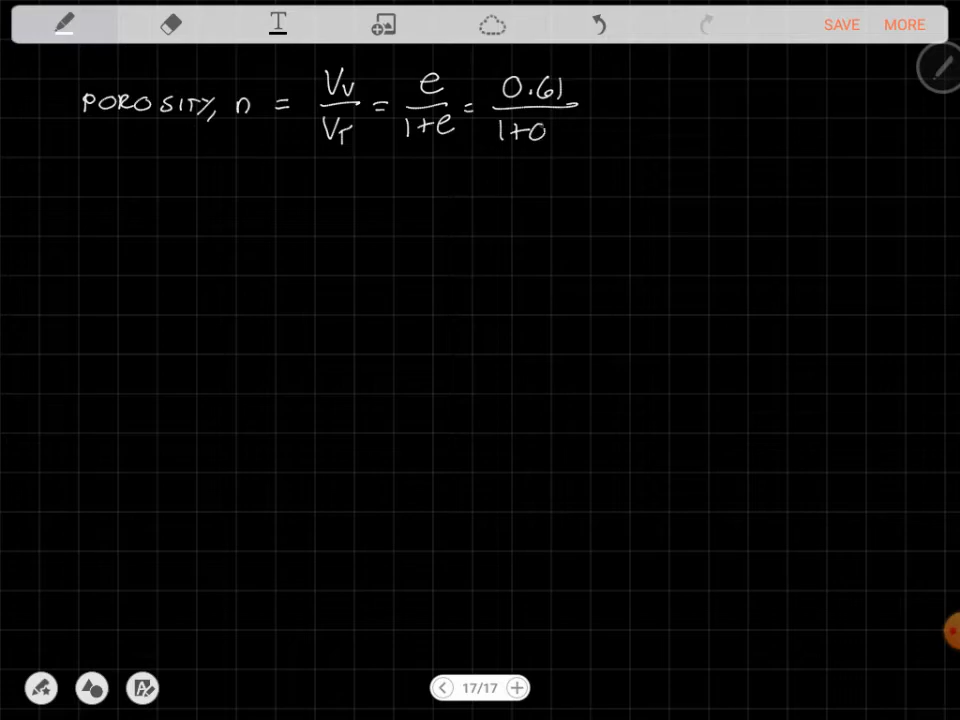 T SAVE MORE
POROSITY, n = Vv/VT = e/1+e = 0.61/1+0
17/17